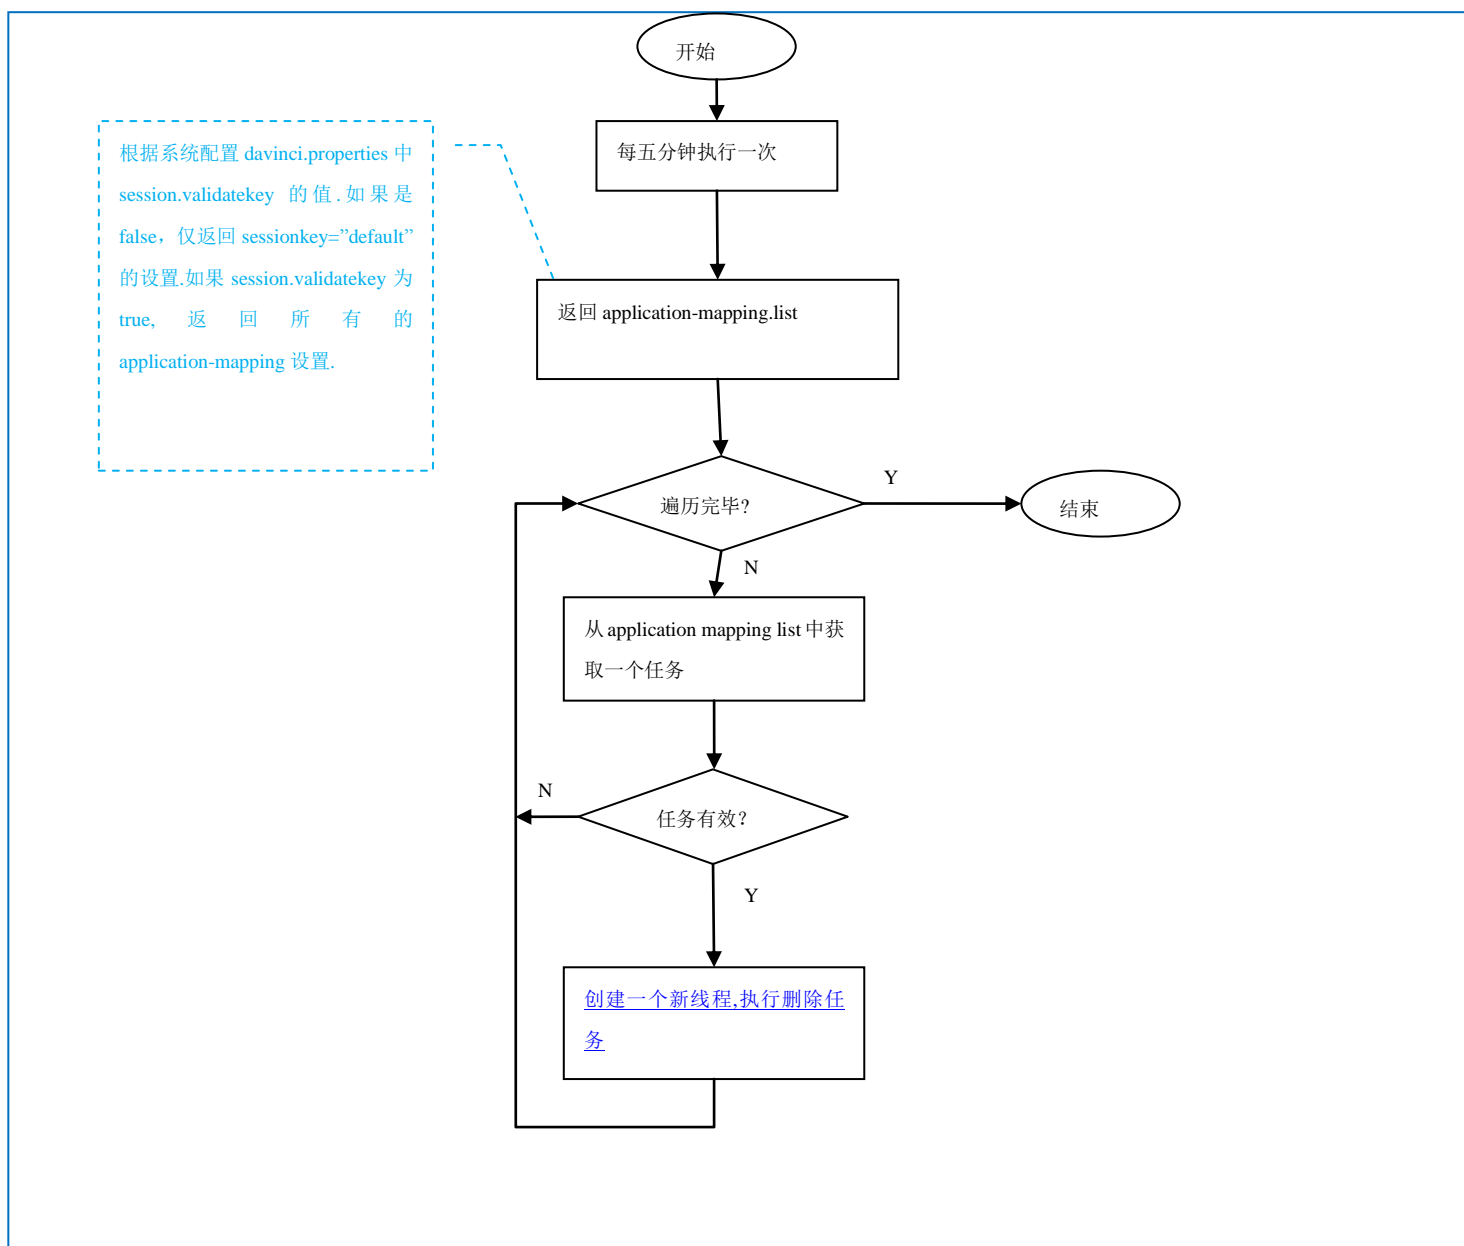 开始
每五分钟执行一次
根据系统配置 davinci.properties 中
session.validatekey 的值.如果是
false，仅返回 sessionkey=”default”
的设置.如果 session.validatekey 为
true, 返回所有的
application-mapping 设置.
返回 application-mapping.list
遍历完毕?
Y
结束
N
从 application mapping list 中获
取一个任务
任务有效？
N
Y
创建一个新线程,执行删除任
务